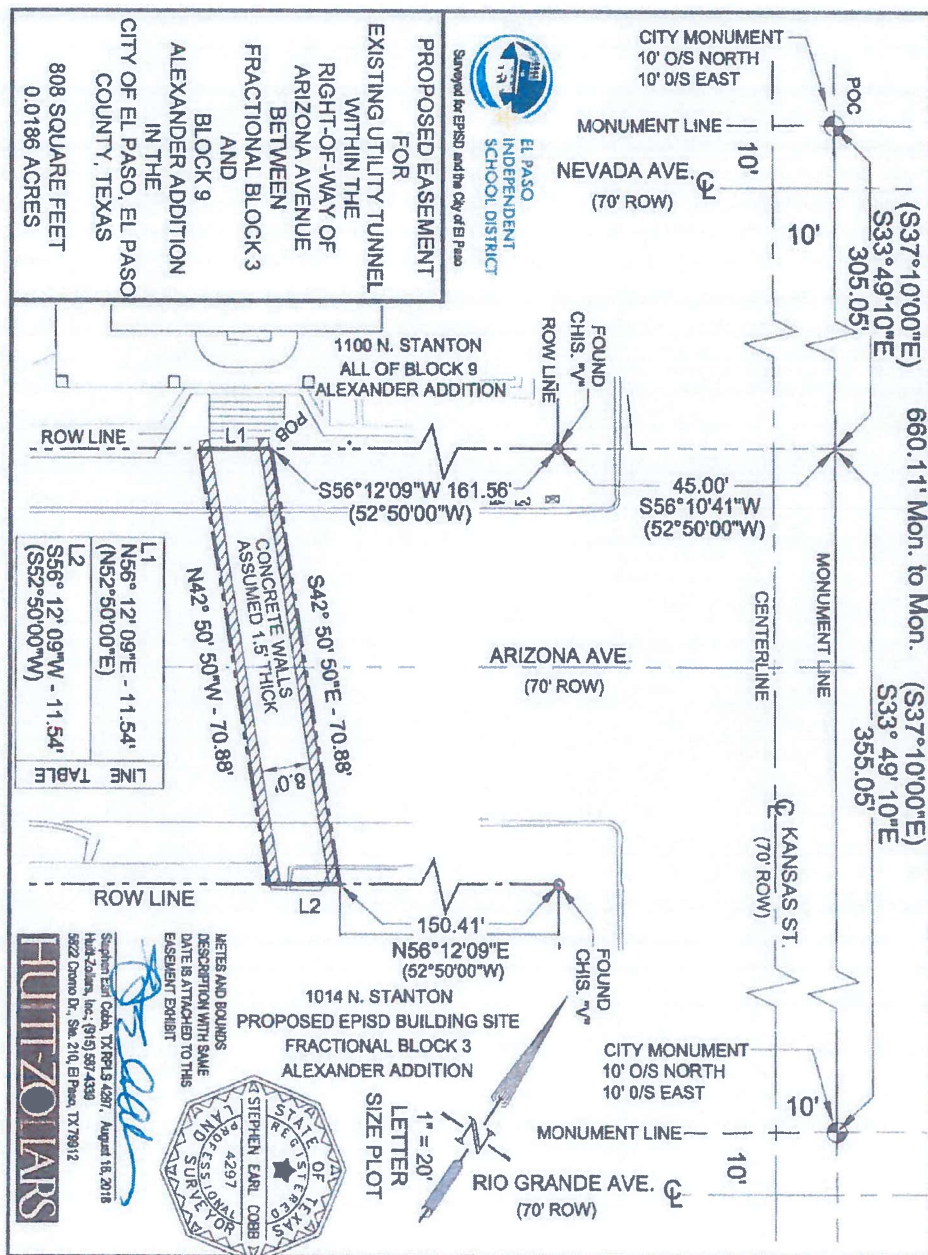 EL PASO
INDEPENDENT
SCHOOL DISTRICT
Surveyed for EPISD and the City of El Paso
PROPOSED EASEMENT
FOR
EXISTING UTILITY TUNNEL
WITHIN THE
RIGHT-OF-WAY OF
ARIZONA AVENUE
BETWEEN
FRACTIONAL BLOCK 3
AND
BLOCK 9
ALEXANDER ADDITION
IN THE
CITY OF EL PASO, EL PASO
COUNTY, TEXAS
808 SQUARE FEET
0.0186 ACRES
CITY MONUMENT
10' O/S NORTH
10' O/S EAST
POC
MONUMENT LINE
10'
NEVADA AVE.
(70' ROW)
10'
(S37°10'00"E)
S33°49'10"E
305.05'
660.11' Mon. to Mon.
(S37°10'00"E)
S33° 49' 10"E
355.05'
1100 N. STANTON
ALL OF BLOCK 9
ALEXANDER ADDITION
FOUND
CHIS. "V"
ROW LINE
ROW LINE
L1
POB
S56°12'09"W 161.56'
(52°50'00"W)
45.00'
S56°10'41"W
(52°50'00"W)
MONUMENT LINE
CENTERLINE
ARIZONA AVE
(70' ROW)
KANSAS ST.
(70' ROW)
CONCRETE WALLS
ASSUMED 1.5' THICK
S42° 50' 50"E - 70.88'
N42° 50' 50"W - 70.88'
8.0'
LINE TABLE
L1
N56° 12' 09"E - 11.54'
(N52°50'00"E)
L2
S56° 12' 09"W - 11.54'
(S52°50'00"W)
ROW LINE
L2
150.41'
N56°12'09"E
(52°50'00"W)
FOUND
CHIS. "V"
1014 N. STANTON
PROPOSED EPISD BUILDING SITE
FRACTIONAL BLOCK 3
ALEXANDER ADDITION
CITY MONUMENT
10' O/S NORTH
10' O/S EAST
10'
MONUMENT LINE
10'
RIO GRANDE AVE.
(70' ROW)
N
1" = 20'
LETTER
SIZE PLOT
METES AND BOUNDS
DESCRIPTION WITH SAME
DATE IS ATTACHED TO THIS
EASEMENT EXHIBIT
Stephen Earl Cobb, TX RPLS 4297, August 16, 2018
Huitt-Zollars, Inc.; (915) 587-4339
5822 Cromo Dr., Ste. 210, El Paso, TX 79912
HUITT-ZOLLARS
STATE OF TEXAS
REGISTERED
STEPHEN EARL COBB
4297
PROFESSIONAL
LAND SURVEYOR